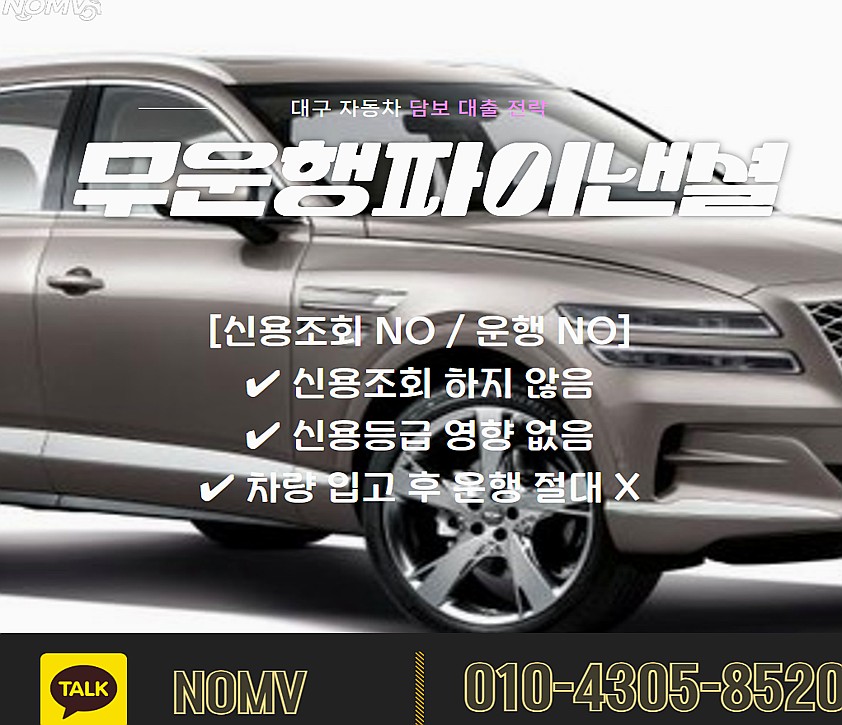 NOMV
대구 자동차 담보 대출 전략
무운행파이낸셜
[신용조회 NO / 운행 NO]
✔ 신용조회 하지 않음
✔ 신용등급 영향 없음
✔ 차량 입고 후 운행 절대 X
TALK
NOMV
010-4305-8520